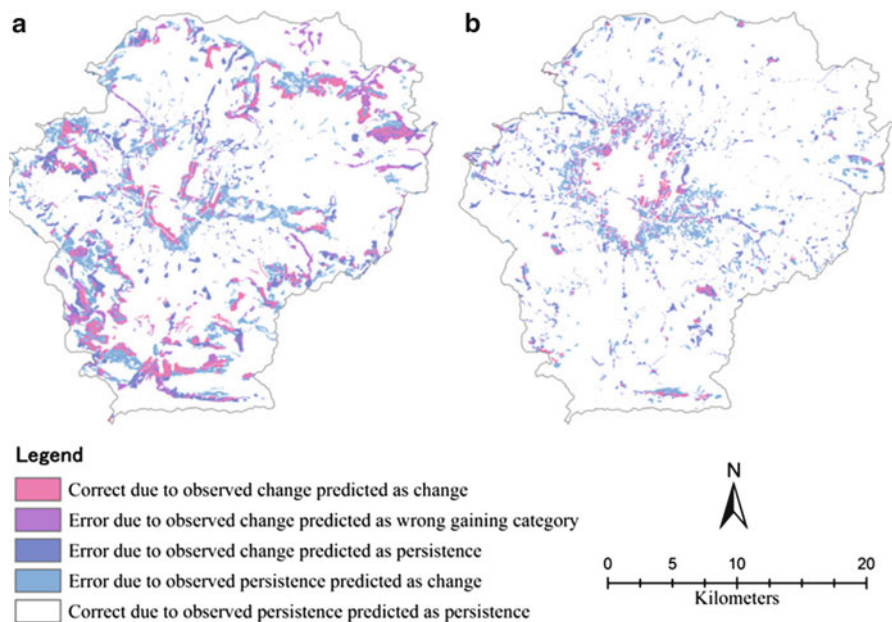 a
b
Legend
Correct due to observed change predicted as change
Error due to observed change predicted as wrong gaining category
Error due to observed change predicted as persistence
Error due to observed persistence predicted as change
Correct due to observed persistence predicted as persistence
N
0 5 10 20
Kilometers